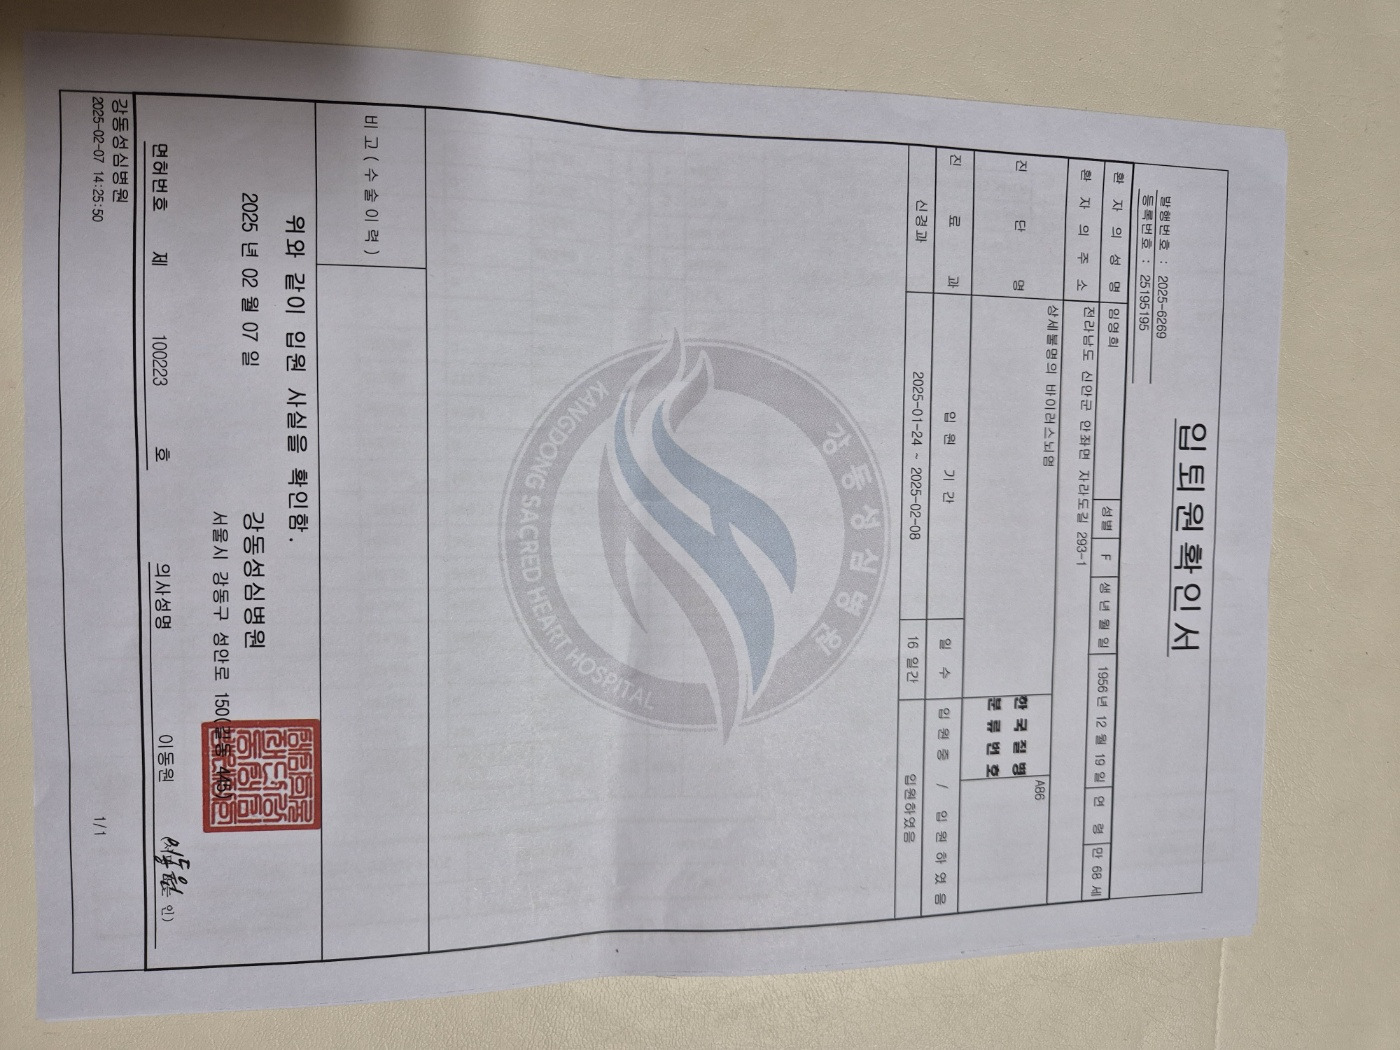 입 퇴 원 확 인 서
발행번호 : 2025-6269
등록번호 : 25195195
환 자 의 성 명 임영희 성별 F 생 년 월 일 1956 년 12 월 19 일 연 령 만 68 세
환 자 의 주 소 전라남도 신안군 안좌면 자라도길 293-1
진 단 명 상세불명의 바이러스뇌염 한 국 질 병 분 류 번 호 A86
진 료 과 입 원 기 간 일 수 입 원 중 / 입 원 하 였 음
신경과 2025-01-24 ~ 2025-02-08 16 일간 입원하였음
강동성심병원
KANGDONG SACRED HEART HOSPITAL
비 고 ( 수 술 이 력 )
위와 같이 입원 사실을 확인함.
2025 년 02 월 07 일
강동성심병원
서울시 강동구 성안로 150(길동 445)
면허번호 제 100223 호 의사성명 이동원 인)
강동성심병원
2025-02-07 14:25:50
1/1